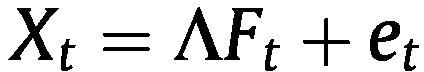 X_t = ΛF_t + e_t